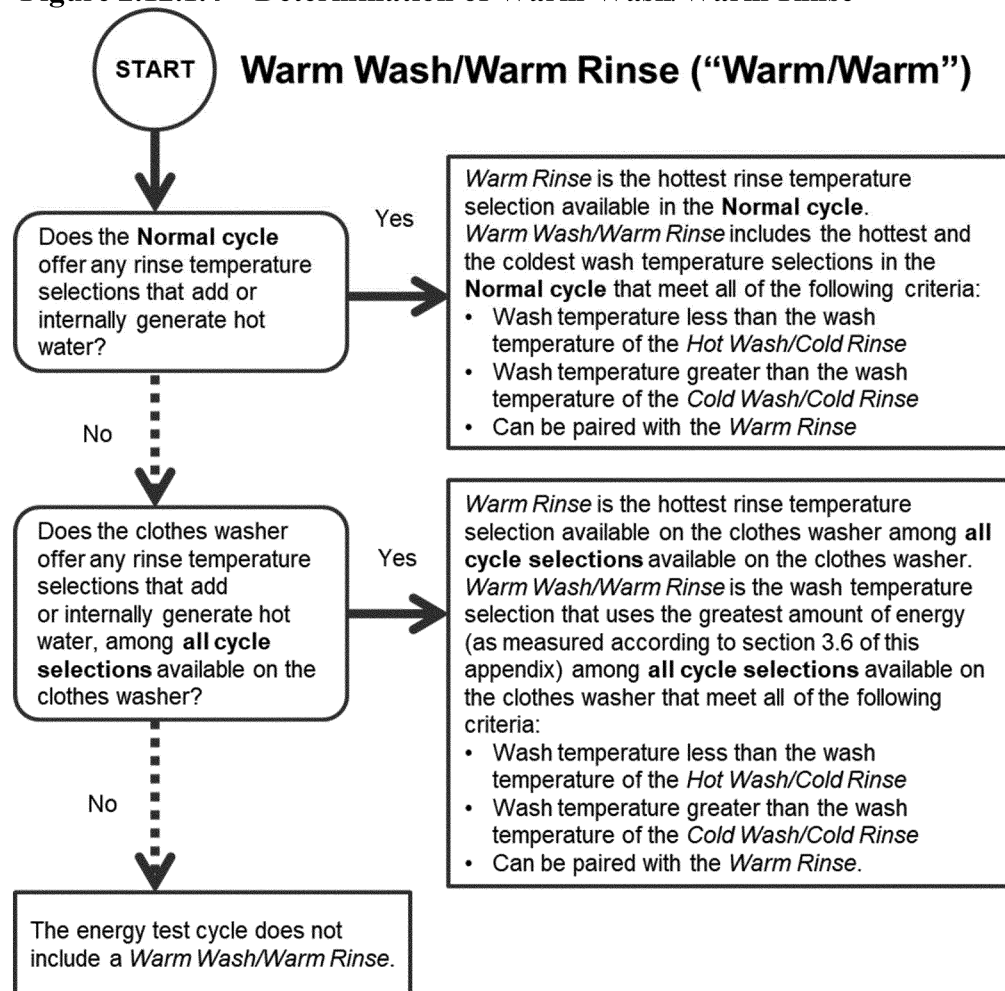 Figure 2.12.1.4 Determination of Warm Wash/Warm Rinse
START
Warm Wash/Warm Rinse (“Warm/Warm”)
Does the Normal cycle
offer any rinse temperature
selections that add or
internally generate hot
water?
Yes
Warm Rinse is the hottest rinse temperature
selection available in the Normal cycle.
Warm Wash/Warm Rinse includes the hottest and
the coldest wash temperature selections in the
Normal cycle that meet all of the following criteria:
• Wash temperature less than the wash
temperature of the Hot Wash/Cold Rinse
• Wash temperature greater than the wash
temperature of the Cold Wash/Cold Rinse
• Can be paired with the Warm Rinse
No
Does the clothes washer
offer any rinse temperature
selections that add
or internally generate hot
water, among all cycle
selections available on the
clothes washer?
Yes
Warm Rinse is the hottest rinse temperature
selection available on the clothes washer among all
cycle selections available on the clothes washer.
Warm Wash/Warm Rinse is the wash temperature
selection that uses the greatest amount of energy
(as measured according to section 3.6 of this
appendix) among all cycle selections available on
the clothes washer that meet all of the following
criteria:
• Wash temperature less than the wash
temperature of the Hot Wash/Cold Rinse
• Wash temperature greater than the wash
temperature of the Cold Wash/Cold Rinse
• Can be paired with the Warm Rinse.
No
The energy test cycle does not
include a Warm Wash/Warm Rinse.